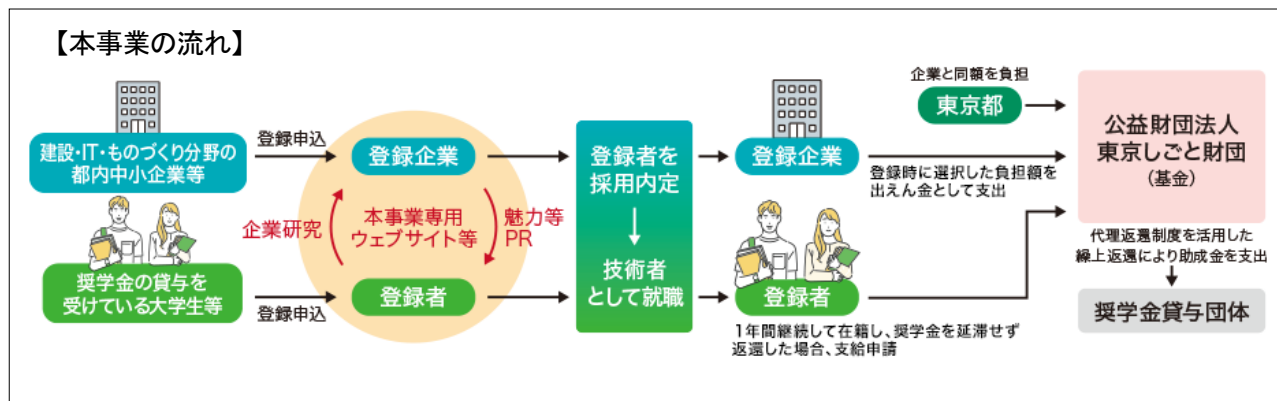 【本事業の流れ】
建設・IT・ものづくり分野の
都内中小企業等
奨学金の貸与を
受けている大学生等
登録申込
登録申込
登録企業
企業研究
本事業専用
ウェブサイト等
魅力等
PR
登録者
登録者を
採用内定
技術者
として就職
登録企業
登録時に選択した負担額を
出えん金として支出
登録者
1年間継続して在籍し、奨学金を延滞せず
返還した場合、支給申請
企業と同額を負担
東京都
公益財団法人
東京しごと財団
（基金）
代理返還制度を活用した
繰上返還により助成金を支出
奨学金貸与団体